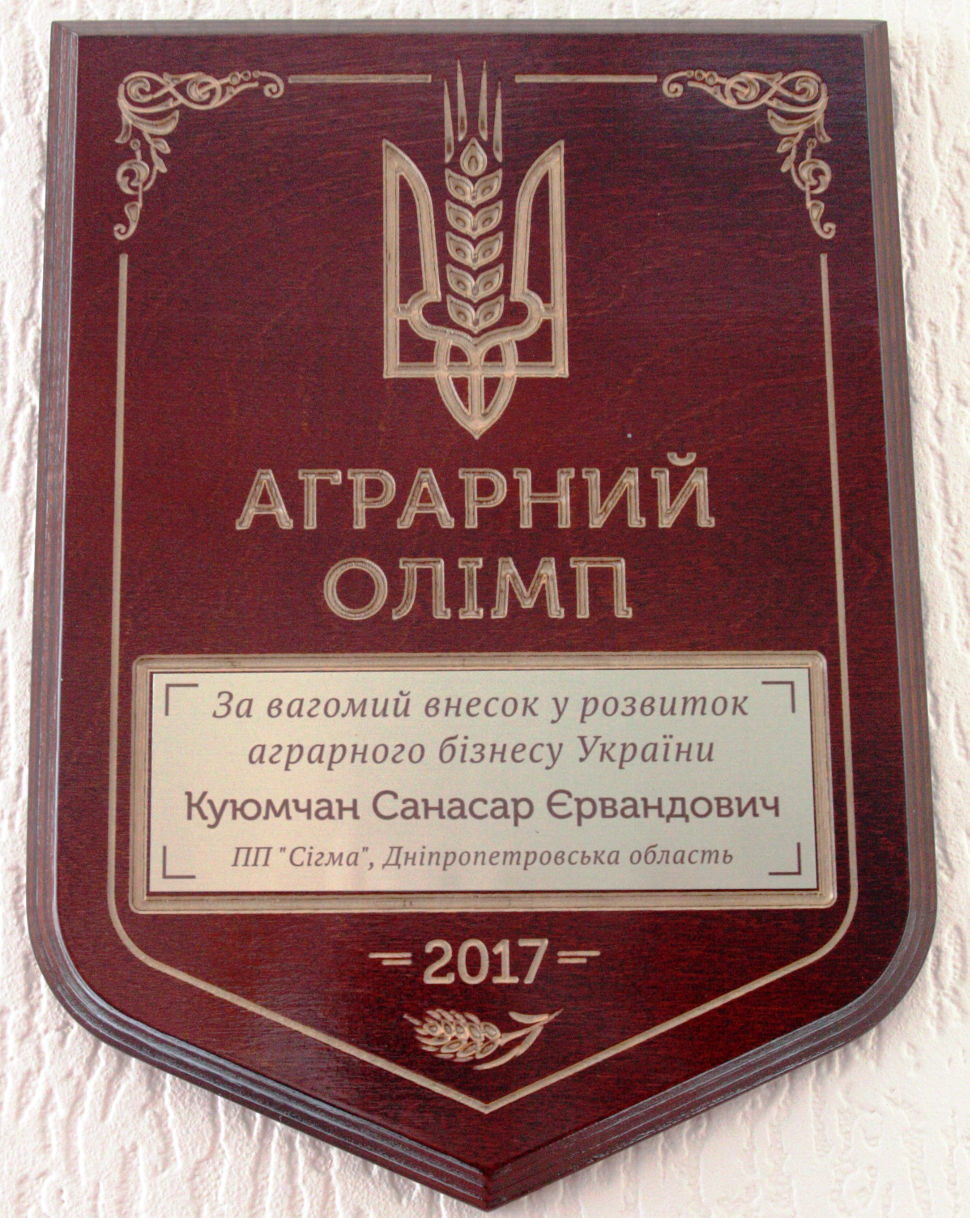 АГРАРНИЙ
ОЛІМП
За вагомий внесок у розвиток
аграрного бізнесу України
Куюмчан Санасар Єрвандович
ПП "Сігма", Дніпропетровська область
2017